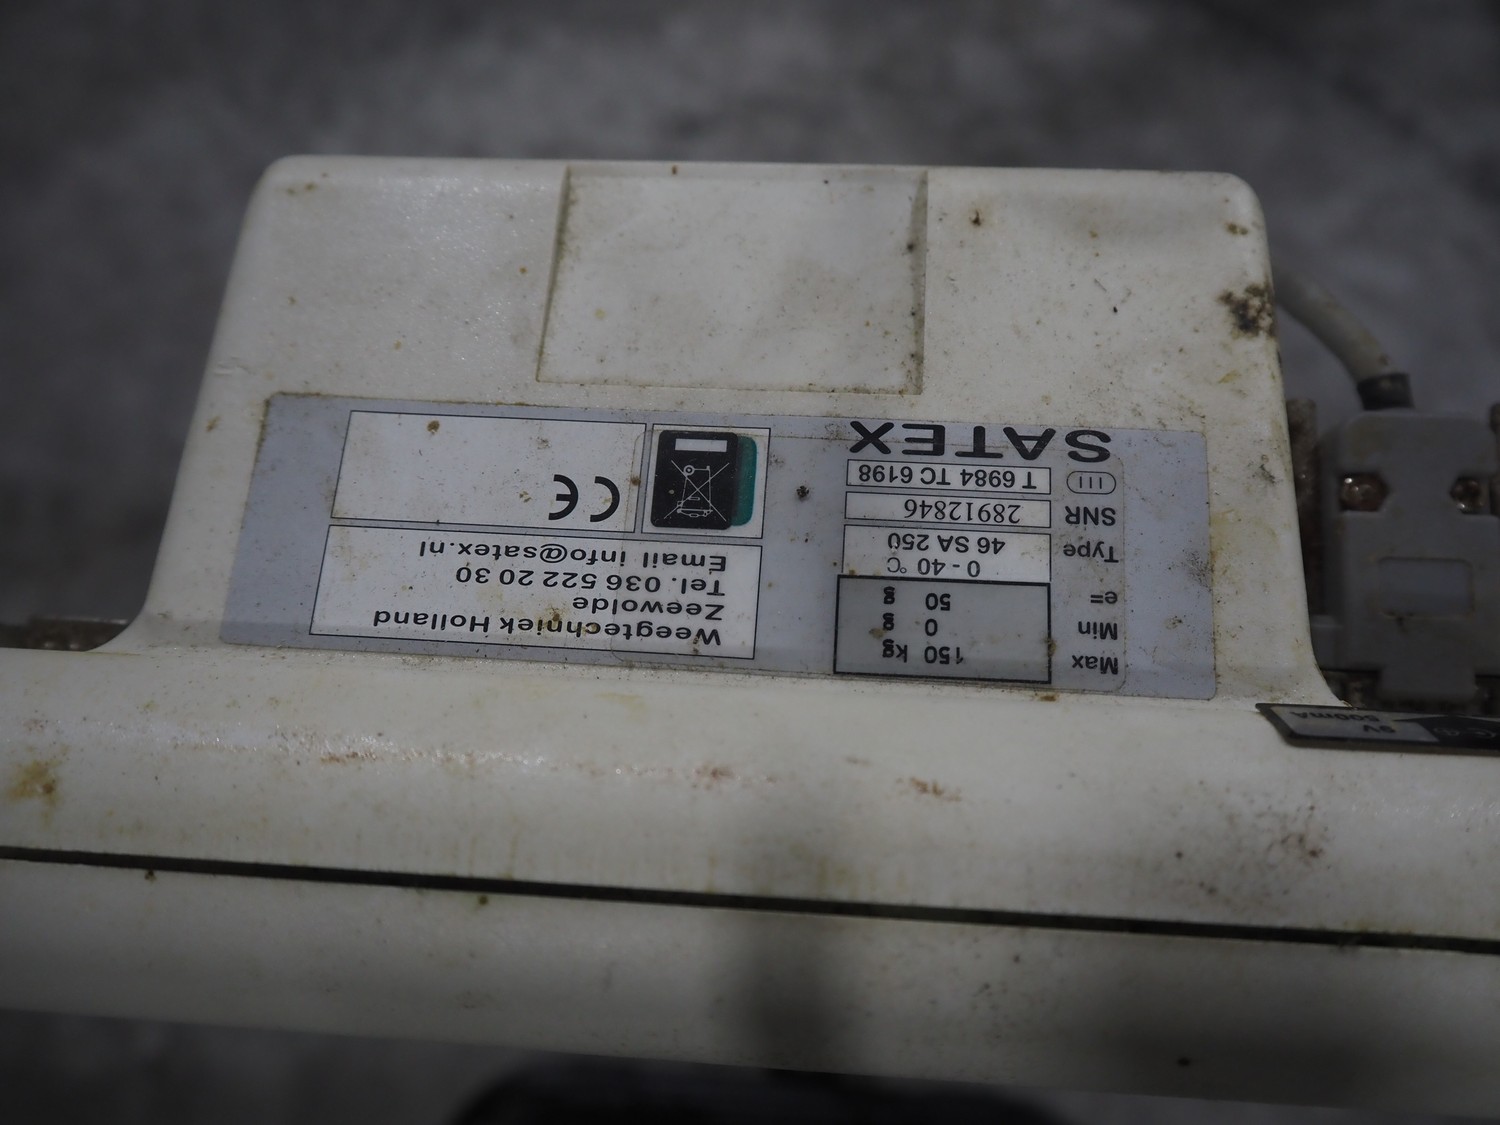 SATEX
III T 6984 TC 6198
SNR 28912846
Type 46 SA 250
0 - 40 °C
e= 50 g
Min 0 g
Max 150 kg
CE
Email info@satex.nl
Tel. 036 522 20 30
Zeewolde
Weegtechniek Holland
9V
500mA